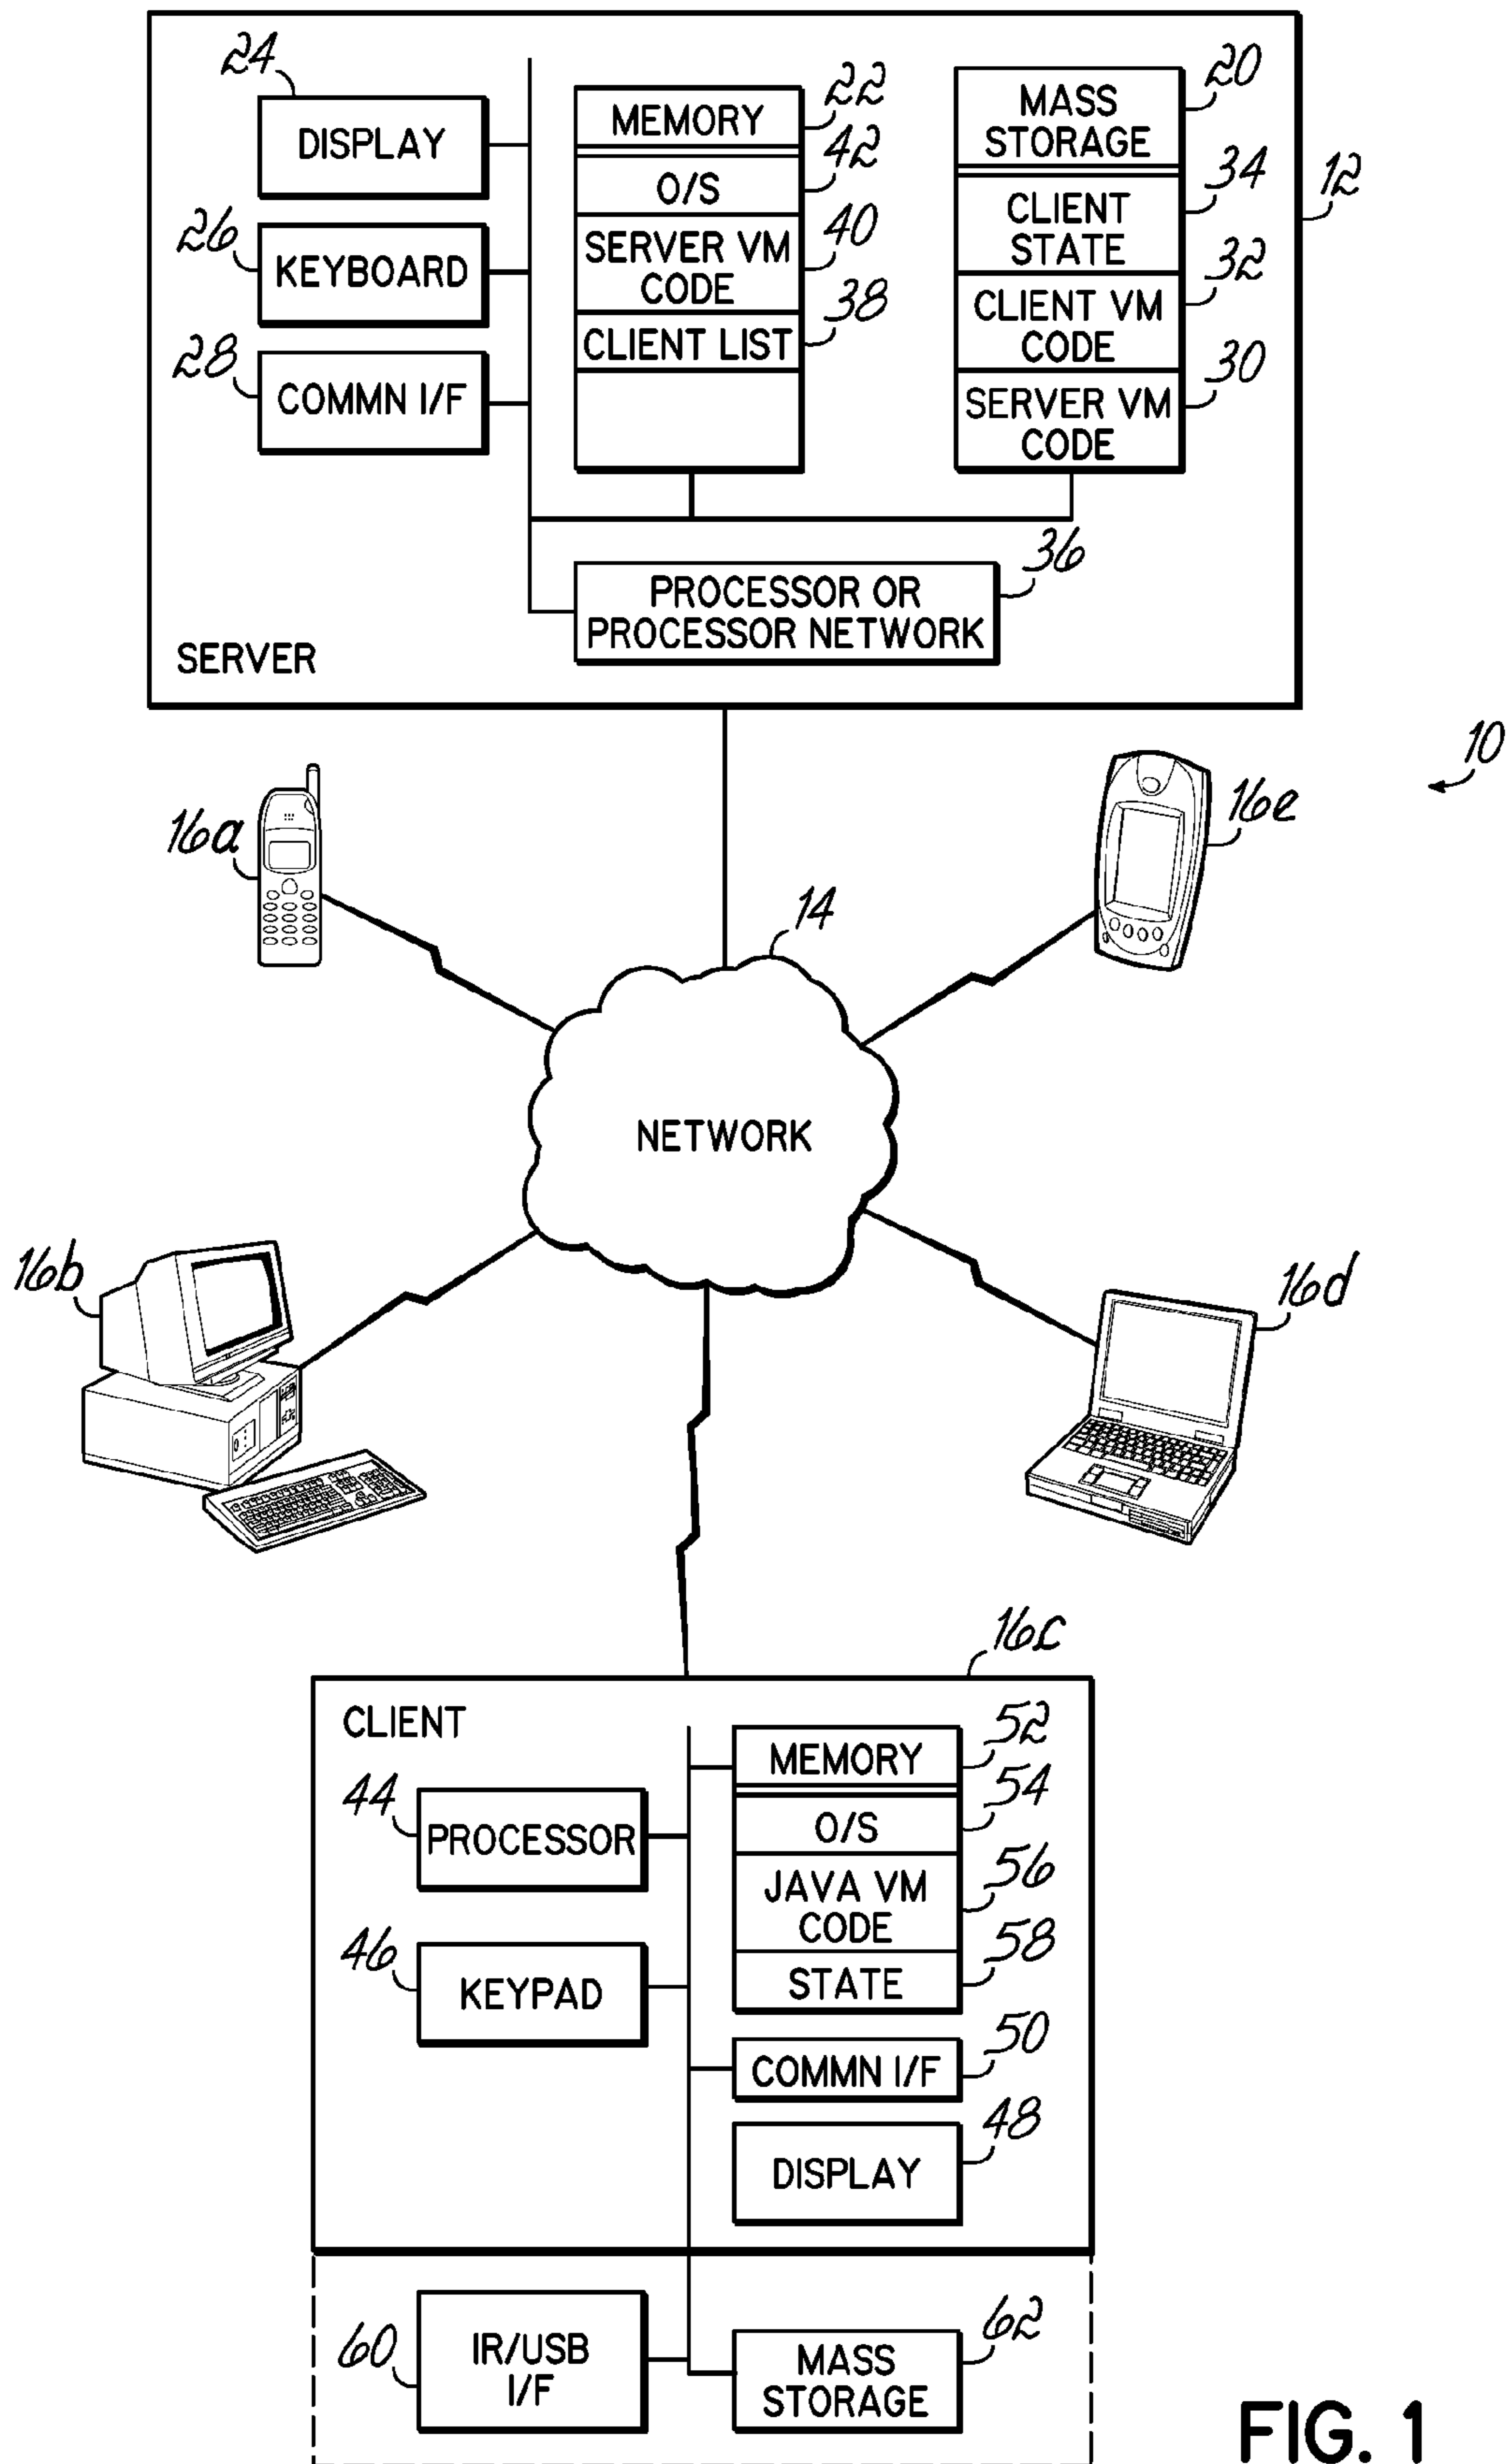 24
DISPLAY
26
KEYBOARD
28
COMMN I/F
MEMORY
22
O/S
42
SERVER VM
CODE
40
CLIENT LIST
38
MASS
STORAGE
20
CLIENT
STATE
34
CLIENT VM
CODE
32
SERVER VM
CODE
30
12
PROCESSOR OR
PROCESSOR NETWORK
36
SERVER
10
16a
16e
14
NETWORK
16b
16d
16c
CLIENT
44
PROCESSOR
46
KEYPAD
MEMORY
52
O/S
54
JAVA VM
CODE
56
STATE
58
COMMN I/F
50
DISPLAY
48
60
IR/USB
I/F
MASS
STORAGE
62
FIG. 1